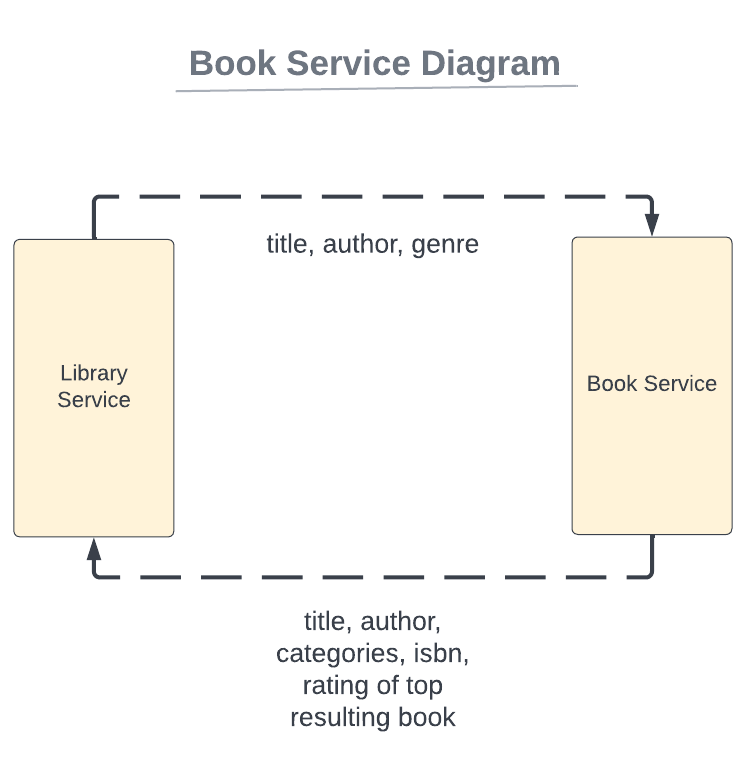 Book Service Diagram
title, author, genre
Library
Service
Book Service
title, author,
categories, isbn,
rating of top
resulting book